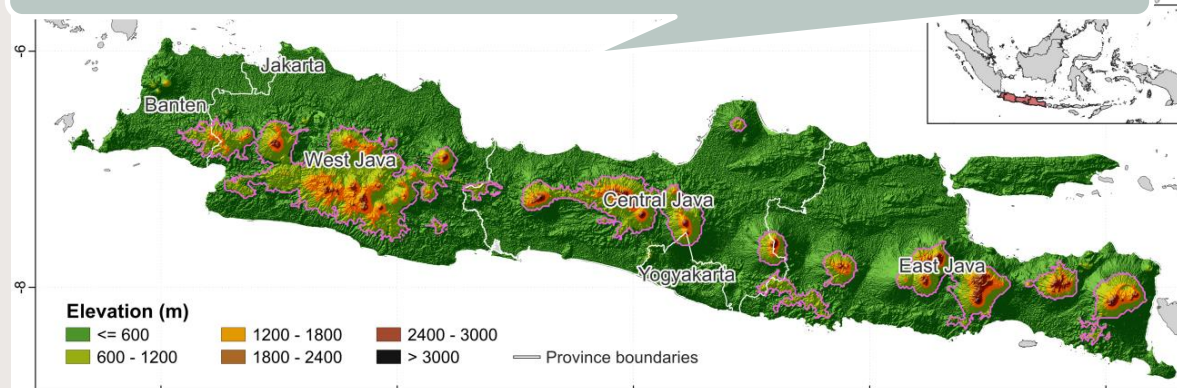 -6
Jakarta
Banten
West Java
Central Java
Yogyakarta
East Java
-8
Elevation (m)
<= 600
1200 - 1800
2400 - 3000
600 - 1200
1800 - 2400
> 3000
Province boundaries